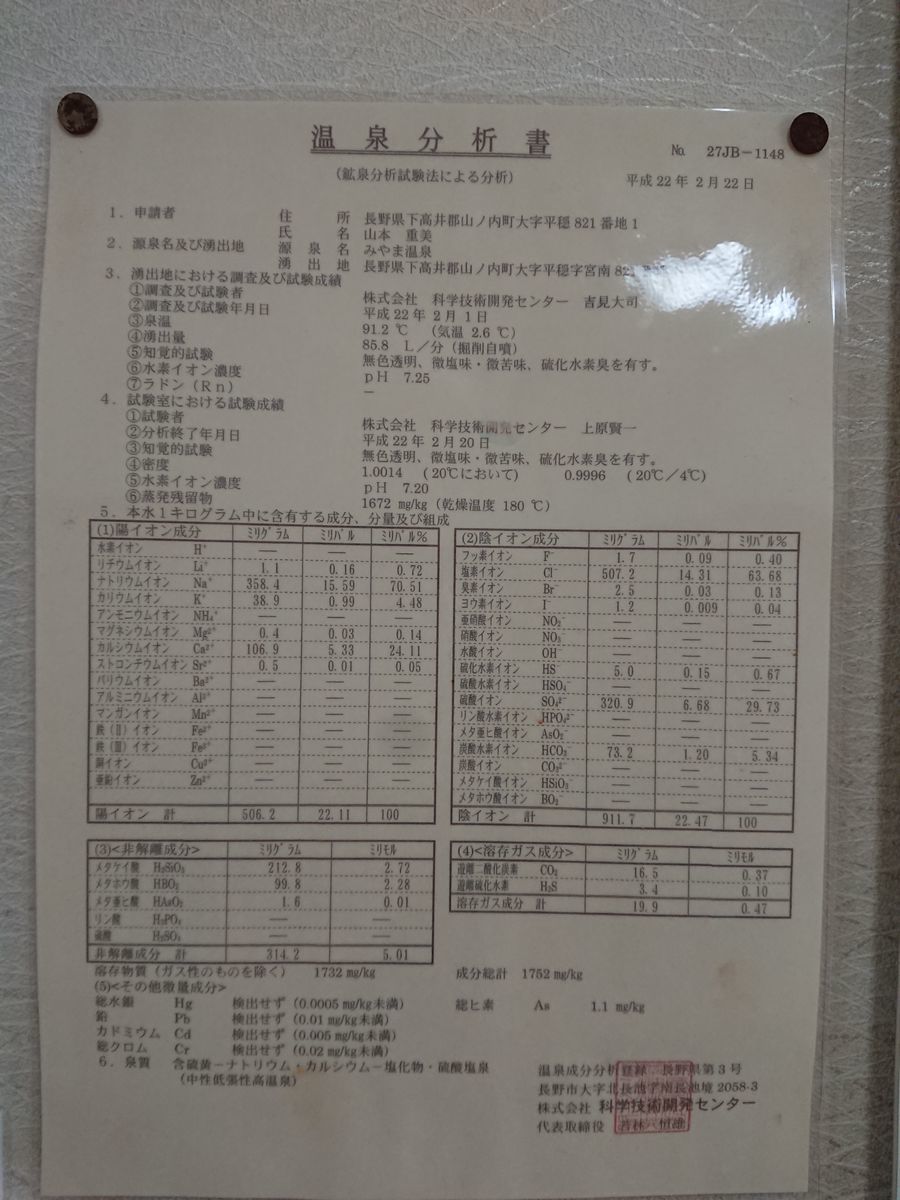 温泉分析書
№ 27JB-1148
(鉱泉分析試験法による分析)
平成22年 2月22日
1. 申請者 住所 長野県下高井郡山ノ内町大字平穏821番地1
氏名 山本 重美
2. 源泉名及び湧出地 源泉名 みやま温泉
湧出地 長野県下高井郡山ノ内町大字平穏字宮南
3. 湧出地における調査及び試験成績
①調査及び試験者 株式会社 科学技術開発センター 吉見大司
②調査及び試験年月日 平成22年 2月 1日
③泉温 91.2 ℃ (気温 2.6 ℃)
④湧出量 85.8 L/分 (掘削自噴)
⑤知覚的試験 無色透明、微塩味・微苦味、硫化水素臭を有す。
⑥水素イオン濃度 pH 7.25
⑦ラドン (Rn) —
4. 試験室における試験成績
①試験者 株式会社 科学技術開発センター 上原賢一
②分析終了年月日 平成22年 2月20日
③知覚的試験 無色透明、微塩味・微苦味、硫化水素臭を有す。
④密度 1.0014 (20℃において) 0.9996 (20℃/4℃)
⑤水素イオン濃度 pH 7.20
⑥蒸発残留物 1672 mg/kg (乾燥温度 180 ℃)
5. 本水1キログラム中に含有する成分、分量及び組成
(1)陽イオン成分 ミリグラム ミリバル ミリバル%
水素イオン H⁺ — — —
リチウムイオン Li⁺ 1.1 0.16 0.72
ナトリウムイオン Na⁺ 358.4 15.59 70.51
カリウムイオン K⁺ 38.9 0.99 4.48
アンモニウムイオン NH₄⁺ — — —
マグネシウムイオン Mg²⁺ 0.4 0.03 0.14
カルシウムイオン Ca²⁺ 106.9 5.33 24.11
ストロンチウムイオン Sr²⁺ 0.5 0.01 0.05
バリウムイオン Ba²⁺ — — —
アルミニウムイオン Al³⁺ — — —
マンガンイオン Mn²⁺ — — —
鉄(Ⅱ)イオン Fe²⁺ — — —
鉄(Ⅲ)イオン Fe³⁺ — — —
銅イオン Cu²⁺ — — —
亜鉛イオン Zn²⁺ — — —
陽イオン 計 506.2 22.11 100
(2)陰イオン成分 ミリグラム ミリバル ミリバル%
フッ素イオン F⁻ 1.7 0.09 0.40
塩素イオン Cl⁻ 507.2 14.31 63.68
臭素イオン Br⁻ 2.5 0.03 0.13
ヨウ素イオン I⁻ 1.2 0.009 0.04
亜硝酸イオン NO₂⁻ — — —
硝酸イオン NO₃⁻ — — —
水酸イオン OH⁻ — — —
硫化水素イオン HS⁻ 5.0 0.15 0.67
硫酸水素イオン HSO₄⁻ — — —
硫酸イオン SO₄²⁻ 320.9 6.68 29.73
リン酸水素イオン HPO₄²⁻ — — —
メタ亜ヒ酸イオン AsO₂⁻ — — —
炭酸水素イオン HCO₃⁻ 73.2 1.20 5.34
炭酸イオン CO₃²⁻ — — —
メタケイ酸イオン HSiO₃⁻ — — —
メタホウ酸イオン BO₂⁻ — — —
陰イオン 計 911.7 22.47 100
(3)<非解離成分> ミリグラム ミリモル
メタケイ酸 H₂SiO₃ 212.8 2.72
メタホウ酸 HBO₂ 99.8 2.28
メタ亜ヒ酸 HAsO₂ 1.6 0.01
リン酸 H₃PO₄ — —
硫酸 — —
非解離成分 計 314.2 5.01
(4)<溶存ガス成分> ミリグラム ミリモル
遊離二酸化炭素 CO₂ 16.5 0.37
遊離硫化水素 H₂S 3.4 0.10
溶存ガス成分 計 19.9 0.47
溶存物質 (ガス性のものを除く) 1732 mg/kg 成分総計 1752 mg/kg
(5)<その他微量成分>
総水銀 Hg 検出せず (0.0005 mg/kg未満) 総ヒ素 As 1.1 mg/kg
鉛 Pb 検出せず (0.01 mg/kg未満)
カドミウム Cd 検出せず (0.005 mg/kg未満)
総クロム Cr 検出せず (0.02 mg/kg未満)
6. 泉質 含硫黄-ナトリウム・カルシウム-塩化物・硫酸塩泉
(中性低張性高温泉)
温泉成分分析登録 長野県第3号
長野市大字北長池字南長池境 2058-3
株式会社 科学技術開発センター
代表取締役 若林 恒雄